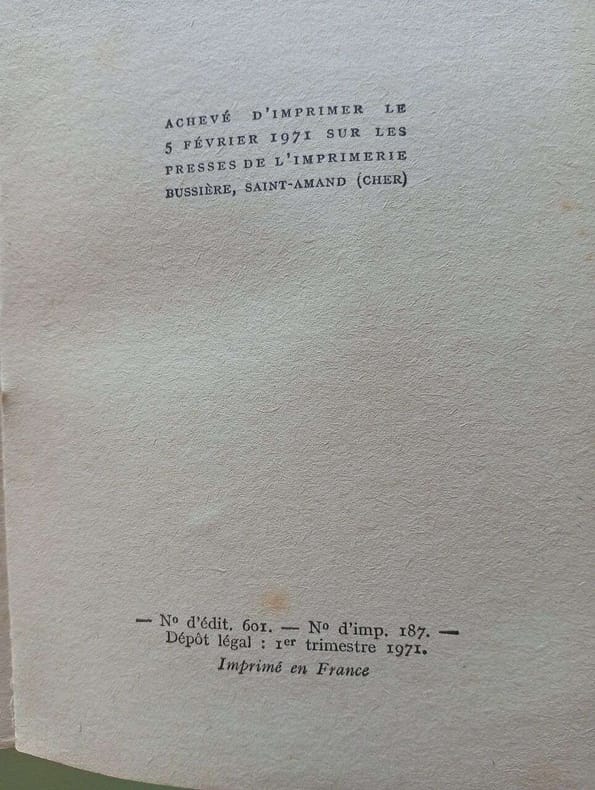 ACHEVÉ D'IMPRIMER LE
5 FÉVRIER 1971 SUR LES
PRESSES DE L'IMPRIMERIE
BUSSIÈRE, SAINT-AMAND (CHER)
— Nº d'édit. 601. — Nº d'imp. 187. —
Dépôt légal : 1er trimestre 1971.
Imprimé en France